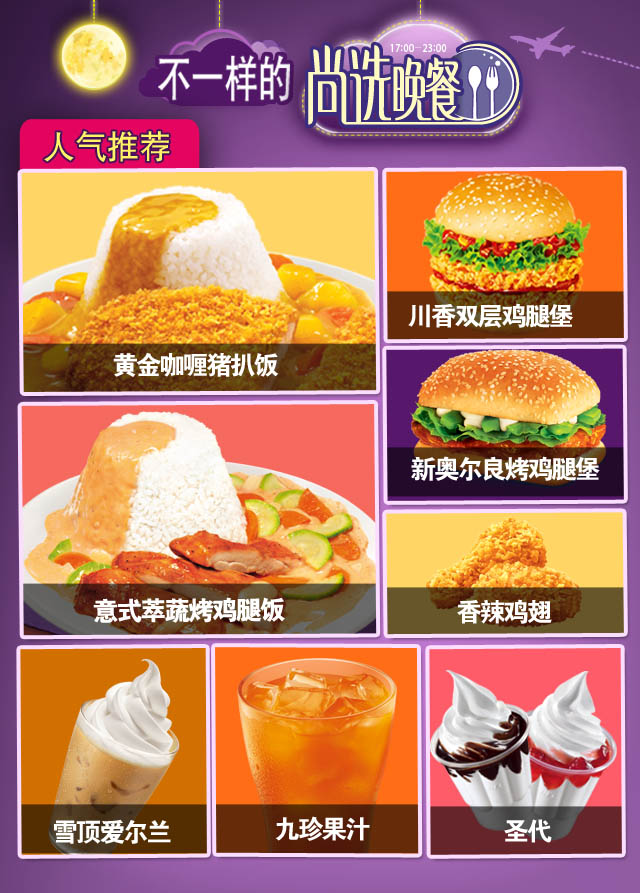 17:00-23:00
不一样的 尚选晚餐
人气推荐
黄金咖喱猪扒饭
川香双层鸡腿堡
新奥尔良烤鸡腿堡
意式萃蔬烤鸡腿饭
香辣鸡翅
雪顶爱尔兰
九珍果汁
圣代